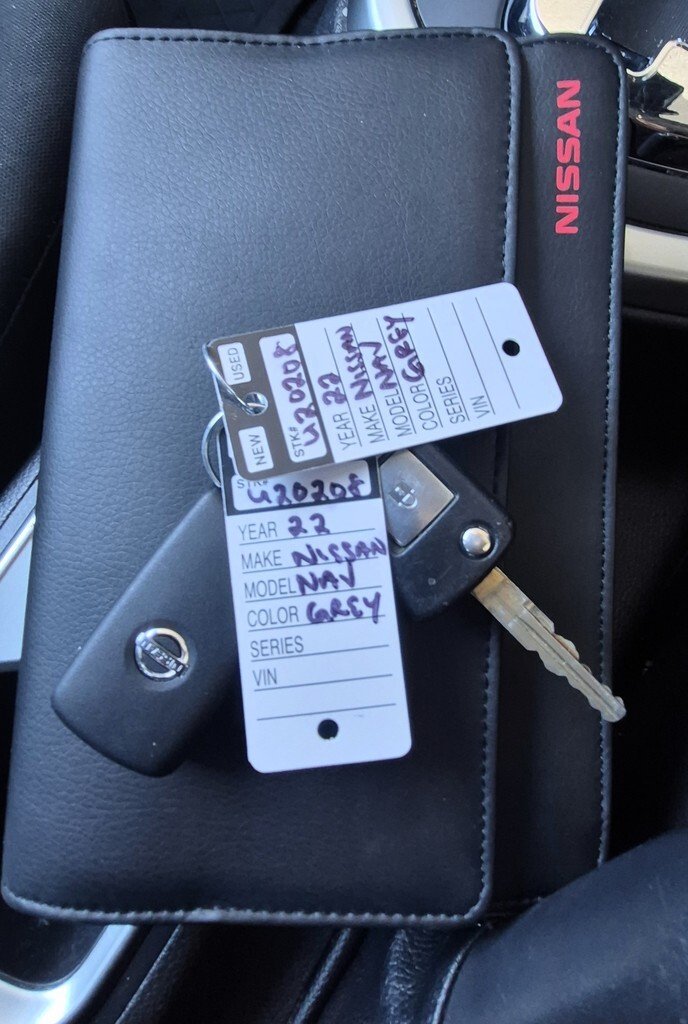 NISSAN
USED
NEW
STK#
U20208
YEAR 22
MAKE NISSAN
MODEL NAV
COLOR GREY
SERIES
VIN
STK#
U20208
YEAR 22
MAKE NISSAN
MODEL NAV
COLOR GREY
SERIES
VIN
NISSAN